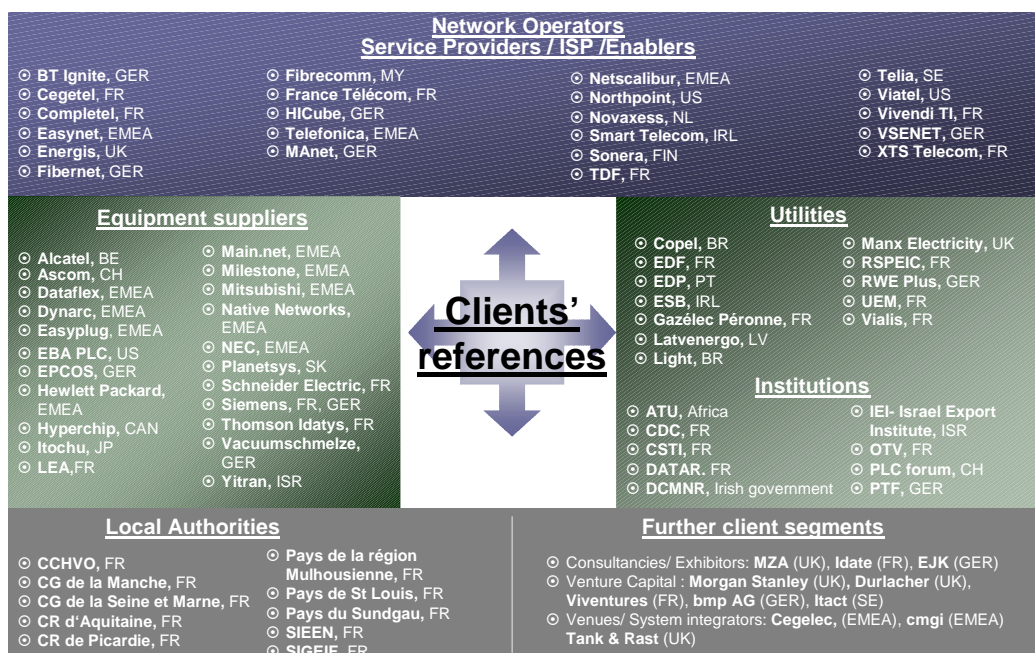 Network Operators
Service Providers / ISP /Enablers
BT Ignite, GER
Cegetel, FR
Completel, FR
Easynet, EMEA
Energis, UK
Fibernet, GER
Fibrecomm, MY
France Télécom, FR
HICube, GER
Telefonica, EMEA
MAnet, GER
Netscalibur, EMEA
Northpoint, US
Novaxess, NL
Smart Telecom, IRL
Sonera, FIN
TDF, FR
Telia, SE
Viatel, US
Vivendi TI, FR
VSENET, GER
XTS Telecom, FR
Equipment suppliers
Alcatel, BE
Ascom, CH
Dataflex, EMEA
Dynarc, EMEA
Easyplug, EMEA
EBA PLC, US
EPCOS, GER
Hewlett Packard,
EMEA
Hyperchip, CAN
Itochu, JP
LEA,FR
Main.net, EMEA
Milestone, EMEA
Mitsubishi, EMEA
Native Networks,
EMEA
NEC, EMEA
Planetsys, SK
Schneider Electric, FR
Siemens, FR, GER
Thomson Idatys, FR
Vacuumschmelze,
GER
Yitran, ISR
Clients’
references
Utilities
Copel, BR
EDF, FR
EDP, PT
ESB, IRL
Gazélec Péronne, FR
Latvenergo, LV
Light, BR
Manx Electricity, UK
RSPEIC, FR
RWE Plus, GER
UEM, FR
Vialis, FR
Institutions
ATU, Africa
CDC, FR
CSTI, FR
DATAR. FR
DCMNR, Irish government
IEI- Israel Export
Institute, ISR
OTV, FR
PLC forum, CH
PTF, GER
Local Authorities
CCHVO, FR
CG de la Manche, FR
CG de la Seine et Marne, FR
CR d‘Aquitaine, FR
CR de Picardie, FR
Pays de la région
Mulhousienne, FR
Pays de St Louis, FR
Pays du Sundgau, FR
SIEEN, FR
SIGEIF, FR
Further client segments
Consultancies/ Exhibitors: MZA (UK), Idate (FR), EJK (GER)
Venture Capital : Morgan Stanley (UK), Durlacher (UK),
Viventures (FR), bmp AG (GER), Itact (SE)
Venues/ System integrators: Cegelec, (EMEA), cmgi (EMEA)
Tank & Rast (UK)